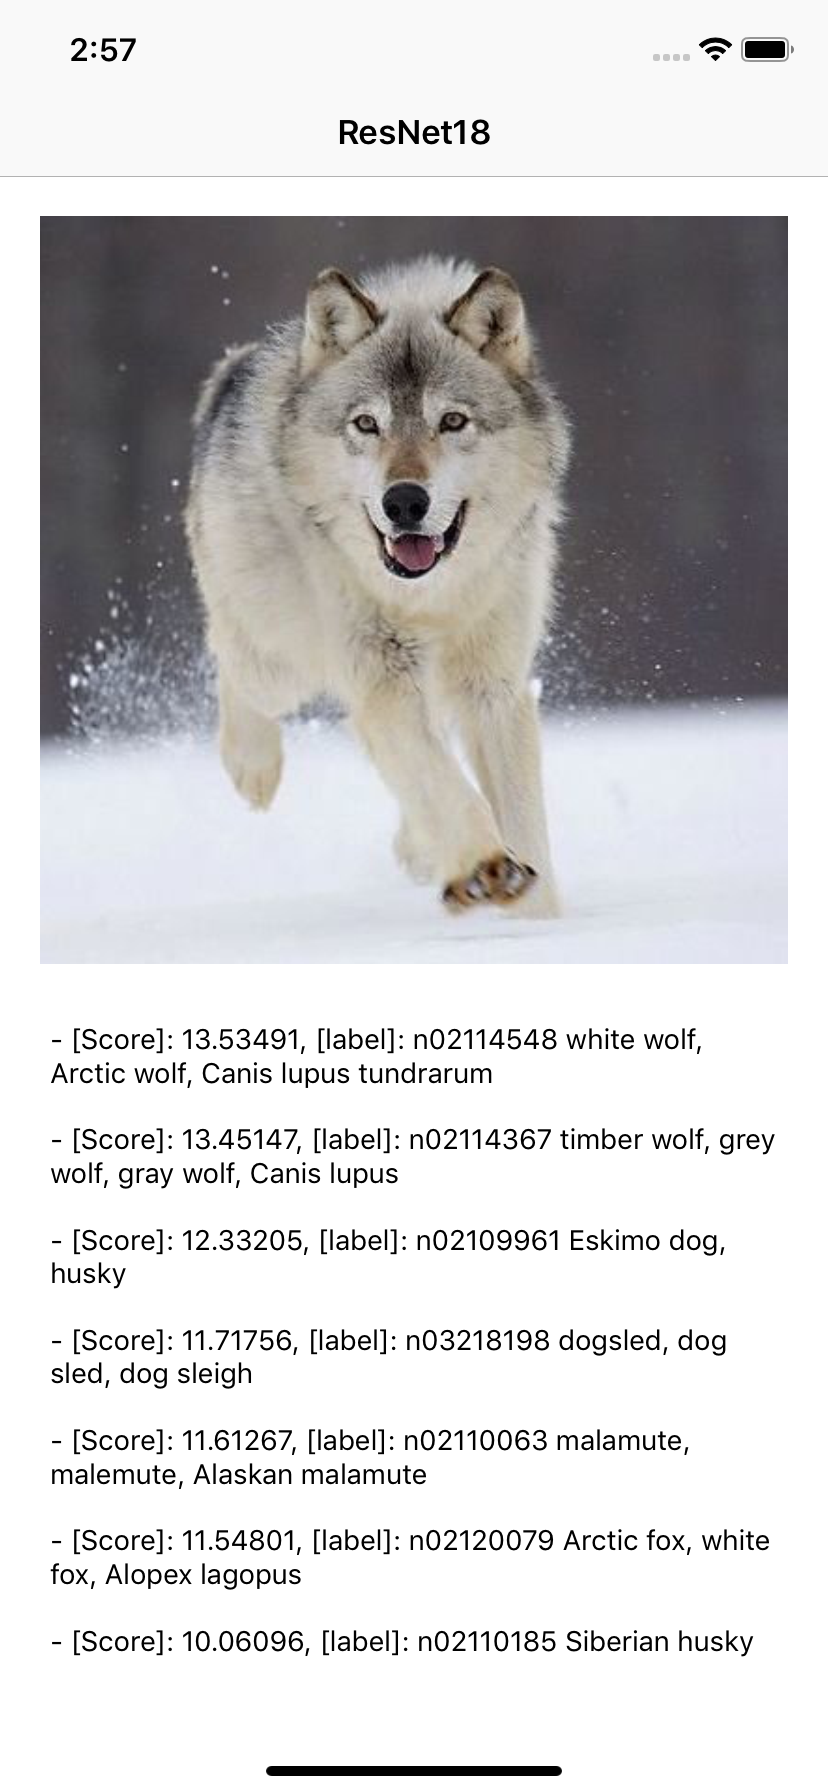 2:57
ResNet18
- [Score]: 13.53491, [label]: n02114548 white wolf,
Arctic wolf, Canis lupus tundrarum
- [Score]: 13.45147, [label]: n02114367 timber wolf, grey
wolf, gray wolf, Canis lupus
- [Score]: 12.33205, [label]: n02109961 Eskimo dog,
husky
- [Score]: 11.71756, [label]: n03218198 dogsled, dog
sled, dog sleigh
- [Score]: 11.61267, [label]: n02110063 malamute,
malemute, Alaskan malamute
- [Score]: 11.54801, [label]: n02120079 Arctic fox, white
fox, Alopex lagopus
- [Score]: 10.06096, [label]: n02110185 Siberian husky